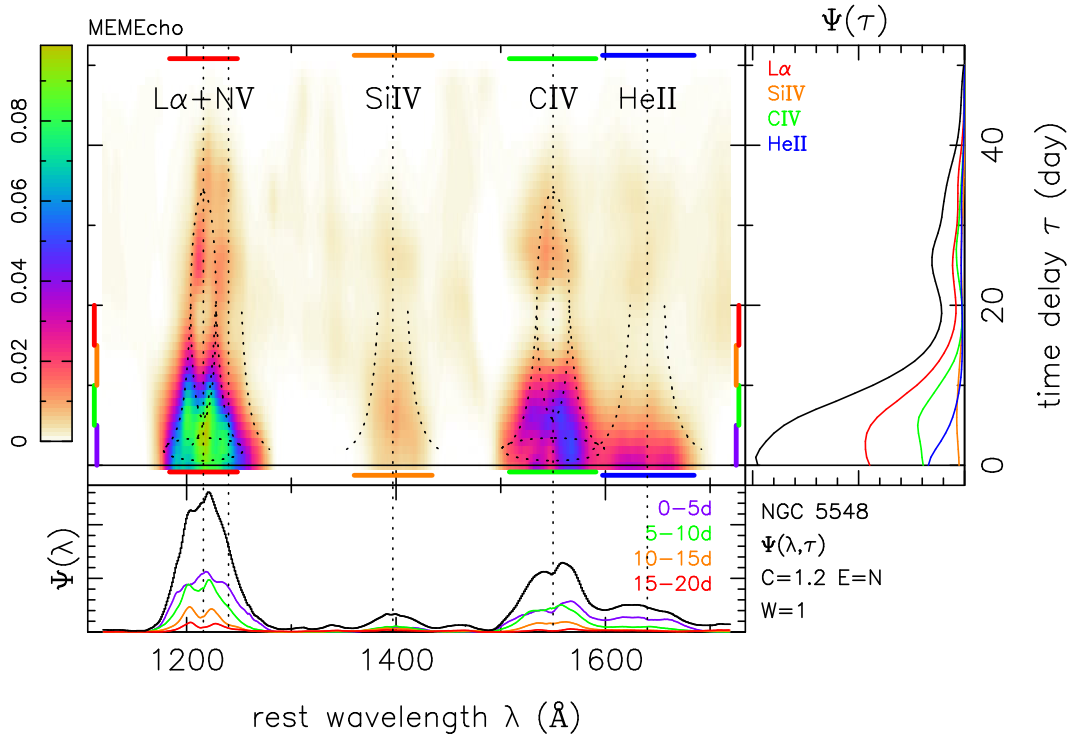 MEMEcho
Ψ(τ)
Lα+NV
SiIV
CIV
HeII
Lα
SiIV
CIV
HeII
0 0.02 0.04 0.06 0.08
0 20 40
time delay τ (day)
Ψ(λ)
0−5d
5−10d
10−15d
15−20d
NGC 5548
Ψ(λ,τ)
C=1.2 E=N
W=1
1200 1400 1600
rest wavelength λ (Å)